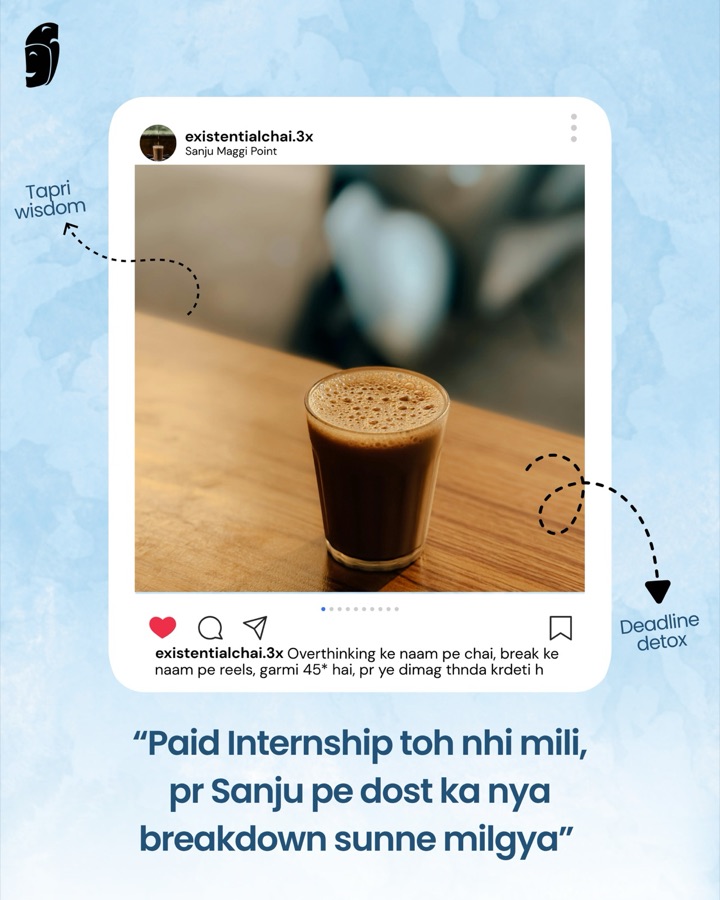 existentialchai.3x
Sanju Maggi Point
Tapri
wisdom
Deadline
detox
existentialchai.3x Overthinking ke naam pe chai, break ke
naam pe reels, garmi 45* hai, pr ye dimag thnda krdeti h
“Paid Internship toh nhi mili,
pr Sanju pe dost ka nya
breakdown sunne milgya”